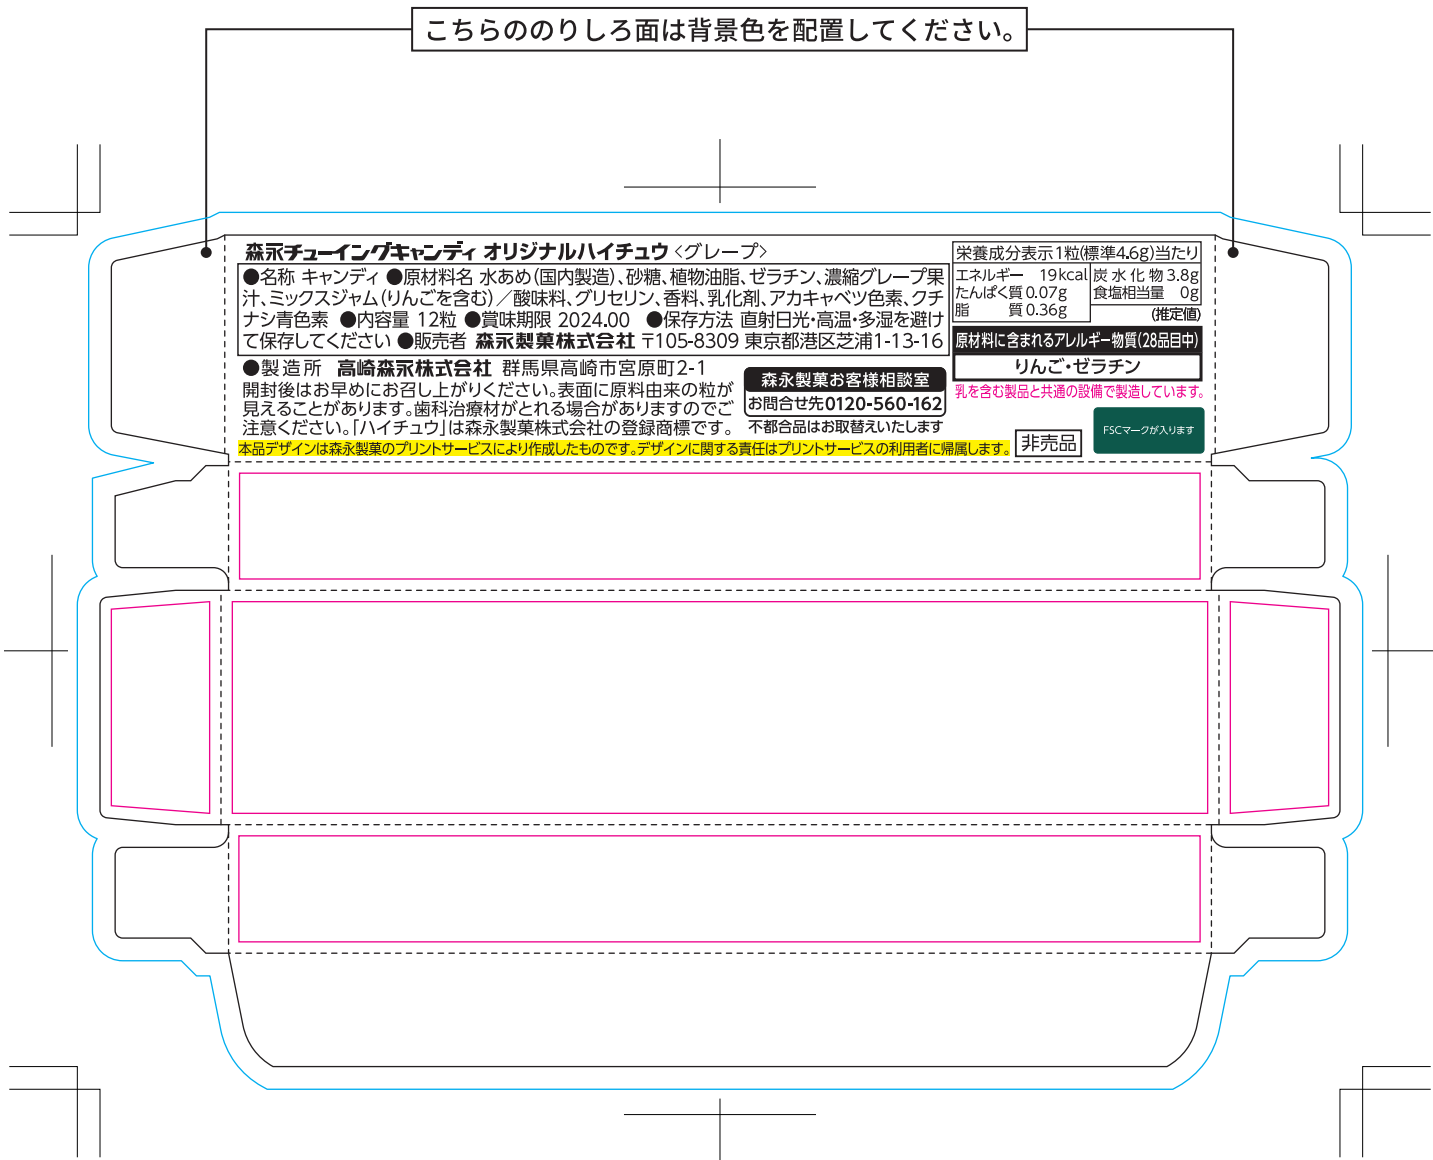 こちらののりしろ面は背景色を配置してください。
森永チューイングキャンディ オリジナルハイチュウ〈グレープ〉
●名称 キャンディ ●原材料名 水あめ(国内製造)、砂糖、植物油脂、ゼラチン、濃縮グレープ果
汁、ミックスジャム(りんごを含む)／酸味料、グリセリン、香料、乳化剤、アカキャベツ色素、クチ
ナシ青色素 ●内容量 12粒 ●賞味期限 2024.00 ●保存方法 直射日光・高温・多湿を避け
て保存してください ●販売者 森永製菓株式会社 〒105-8309 東京都港区芝浦1-13-16
●製造所 高崎森永株式会社 群馬県高崎市宮原町2-1
開封後はお早めにお召し上がりください。表面に原料由来の粒が
見えることがあります。歯科治療材がとれる場合がありますのでご
注意ください。「ハイチュウ」は森永製菓株式会社の登録商標です。
森永製菓お客様相談室
お問合せ先0120-560-162
不都合品はお取替えいたします
本品デザインは森永製菓のプリントサービスにより作成したものです。デザインに関する責任はプリントサービスの利用者に帰属します。
非売品
栄養成分表示1粒(標準4.6g)当たり
エネルギー 19kcal 炭水化物 3.8g
たんぱく質 0.07g 食塩相当量 0g
脂質 0.36g (推定値)
原材料に含まれるアレルギー物質(28品目中)
りんご・ゼラチン
乳を含む製品と共通の設備で製造しています。
FSCマークが入ります